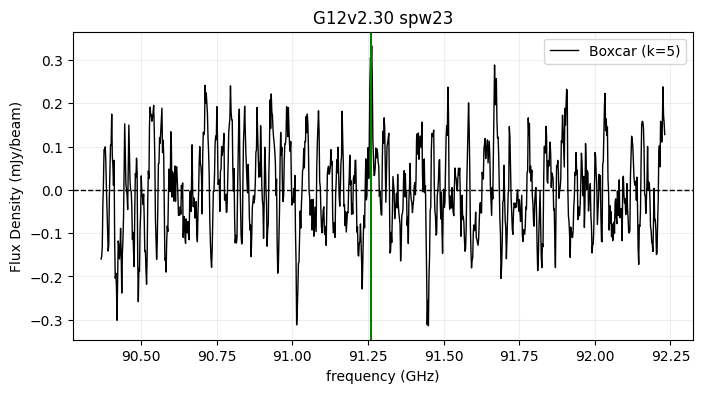 G12v2.30 spw23
Boxcar (k=5)
Flux Density (mJy/beam)
0.3
0.2
0.1
0.0
−0.1
−0.2
−0.3
90.50 90.75 91.00 91.25 91.50 91.75 92.00 92.25
frequency (GHz)